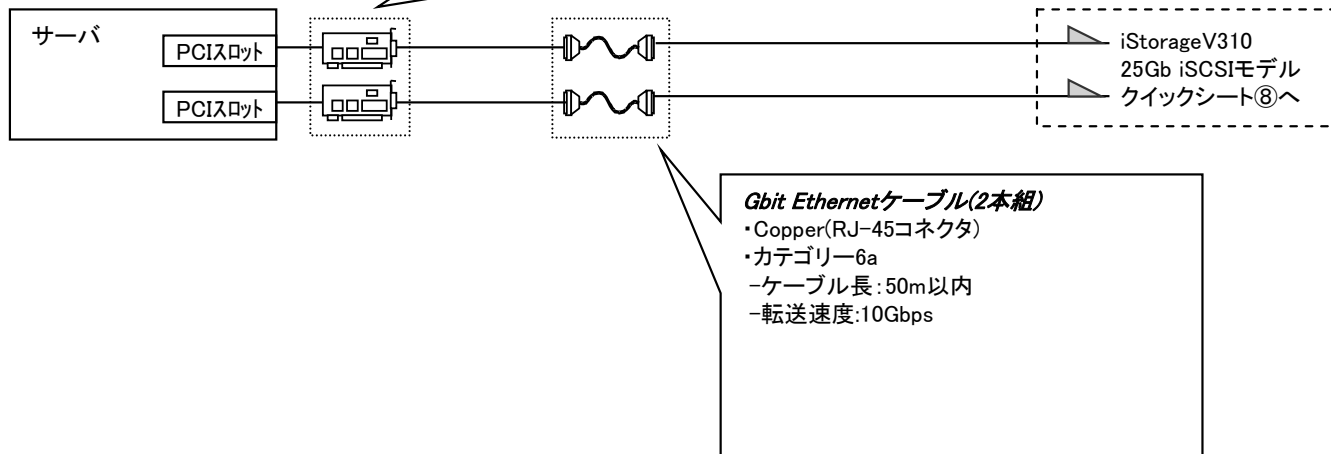 サーバ
PCIスロット
PCIスロット
iStorageV310
25Gb iSCSIモデル
クイックシート⑧へ
Gbit Ethernetケーブル(2本組)
・Copper(RJ-45コネクタ)
・カテゴリー6a
-ケーブル長:50m以内
-転送速度:10Gbps